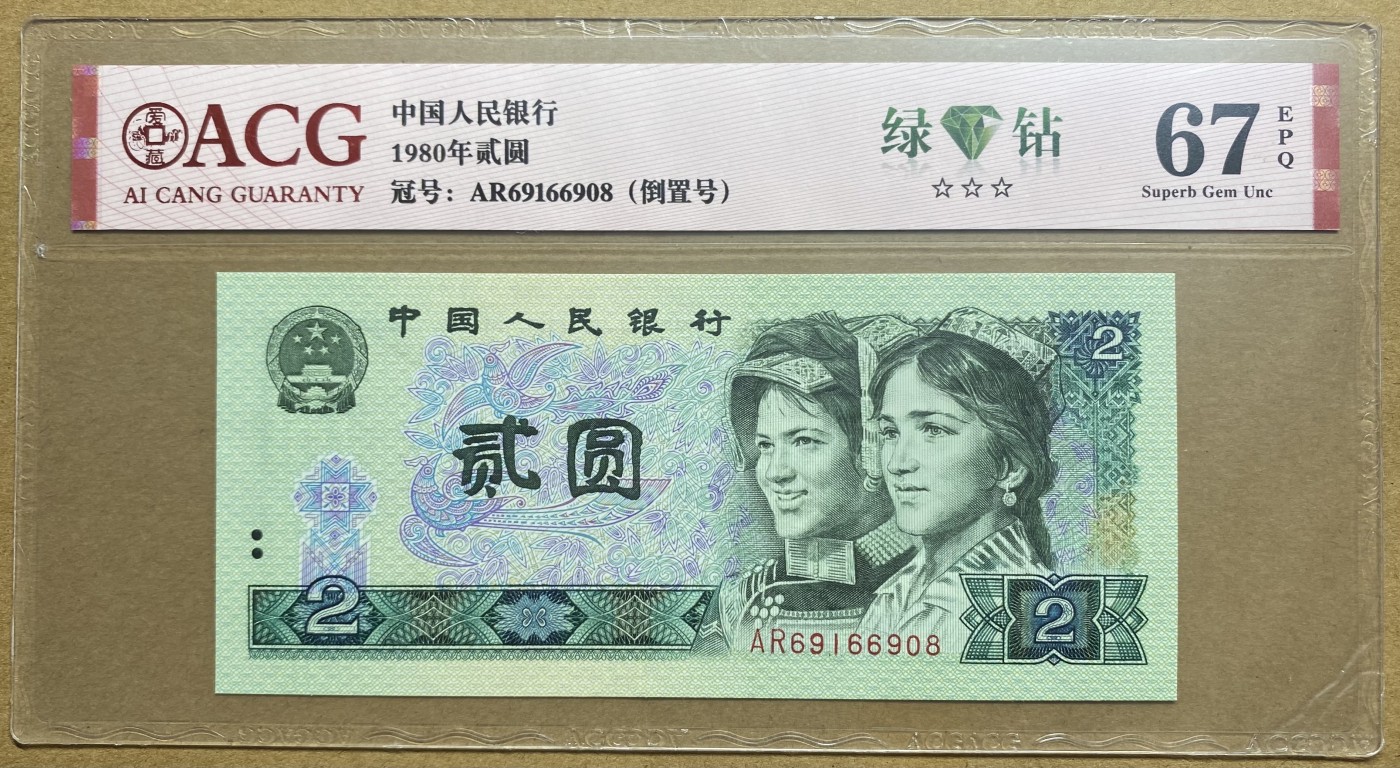 爱藏
ACG
AI CANG GUARANTY
中国人民银行
1980年贰圆
冠号：AR69166908（倒置号）
绿 钻
☆☆☆
67
EPQ
Superb Gem Unc
中国人民银行
2
贰圆
2
AR69166908
2